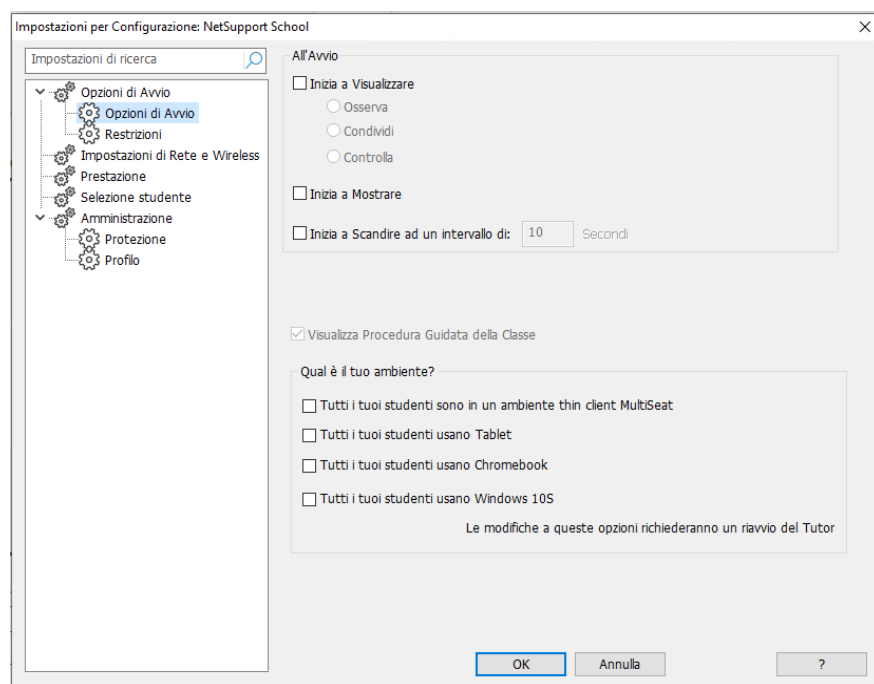 Impostazioni per Configurazione: NetSupport School
Impostazioni di ricerca
Opzioni di Avvio
Opzioni di Avvio
Restrizioni
Impostazioni di Rete e Wireless
Prestazione
Selezione studente
Amministrazione
Protezione
Profilo
All'Avvio
Inizia a Visualizzare
Osserva
Condividi
Controlla
Inizia a Mostrare
Inizia a Scandire ad un intervallo di: 10 Secondi
Visualizza Procedura Guidata della Classe
Qual è il tuo ambiente?
Tutti i tuoi studenti sono in un ambiente thin client MultiSeat
Tutti i tuoi studenti usano Tablet
Tutti i tuoi studenti usano Chromebook
Tutti i tuoi studenti usano Windows 10S
Le modifiche a queste opzioni richiederanno un riavvio del Tutor
OK Annulla ?